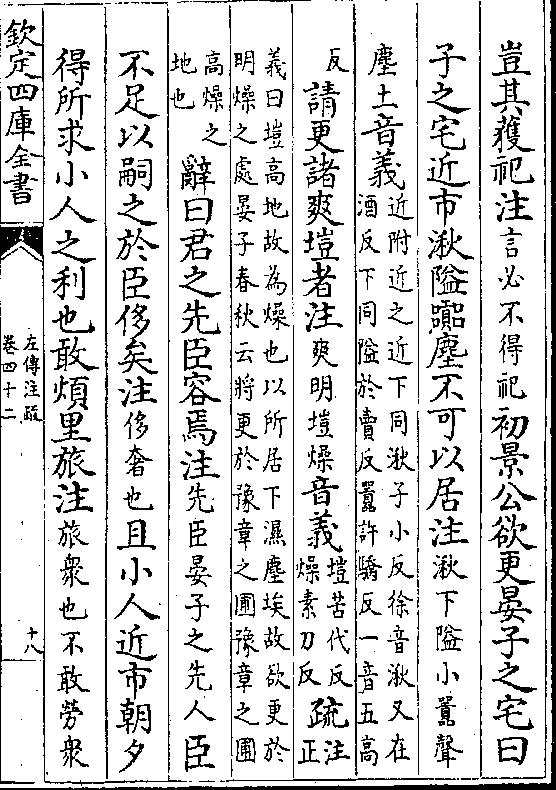 豈其獲祀注言必不得祀初景公欲更晏子之宅曰
子之宅近市湫隘囂塵不可以居注湫下隘小囂聲
塵土音義近附近之近下同湫子小反徐音湫又在
酒反下同隘於賣反囂許驕反一音五高
反請更諸爽塏者注爽明塏燥音義塏苦代反
燥素刀反疏注
正
義曰塏高地故為燥也以所居下濕塵埃故欲更於
明燥之處晏子春秋云將更於豫章之圃豫章之圃
高燥之
地也辭曰君之先臣容焉注先臣晏子之先人臣
不足以嗣之於臣侈矣注侈奢也且小人近市朝夕
得所求小人之利也敢煩里旅注旅衆也不敢勞衆
欽定四庫全書
左傳注疏
卷四十二
十八